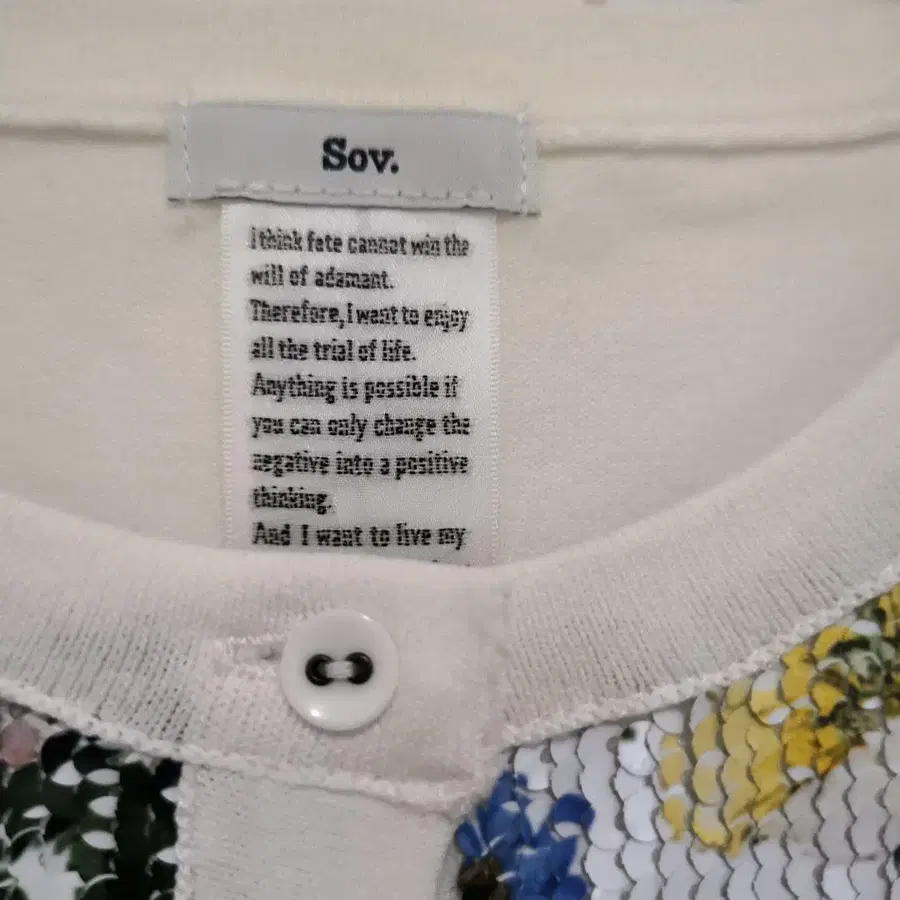 Sov.
I think fate cannot win the
will of adamant.
Therefore, I want to enjoy
all the trial of life.
Anything is possible if
you can only change the
negative into a positive
thinking.
And I want to live my